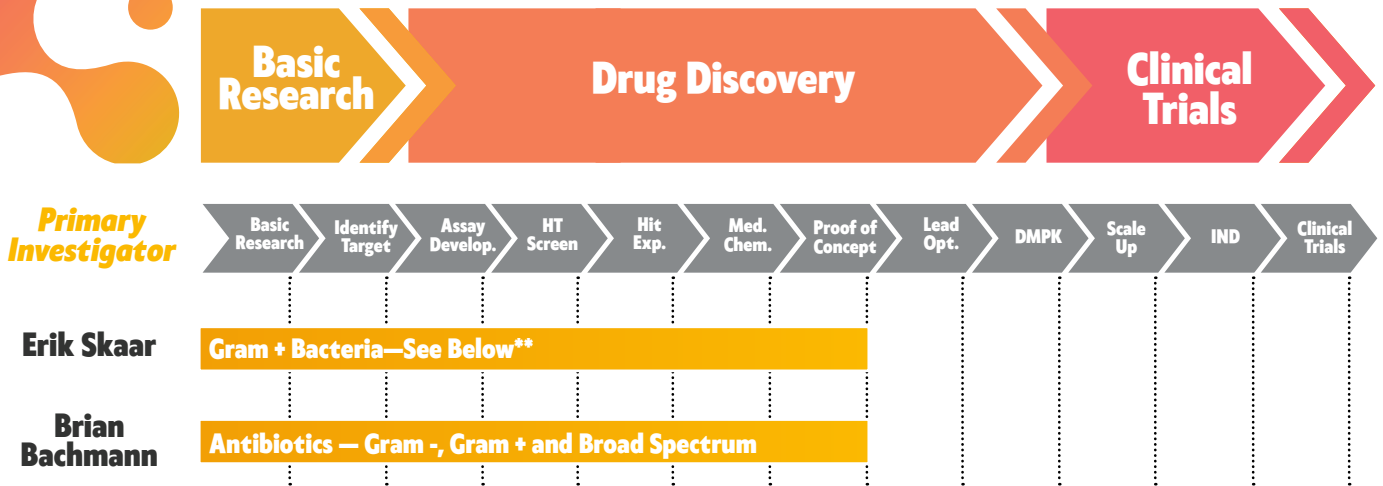 Basic
Research
Drug Discovery
Clinical
Trials
Primary
Investigator
Basic
Research
Identify
Target
Assay
Develop.
HT
Screen
Hit
Exp.
Med.
Chem.
Proof of
Concept
Lead
Opt.
DMPK
Scale
Up
IND
Clinical
Trials
Erik Skaar
Gram + Bacteria—See Below**
Brian
Bachmann
Antibiotics — Gram -, Gram + and Broad Spectrum